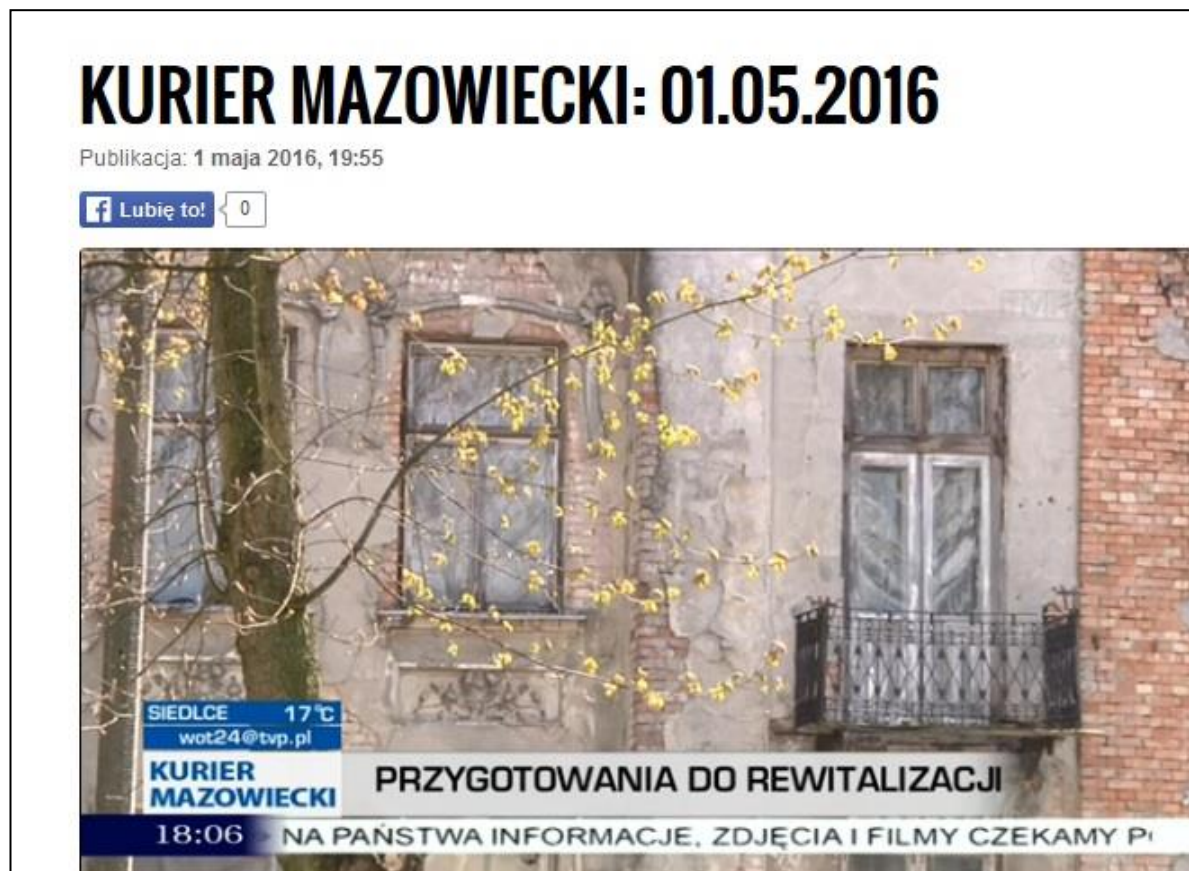 KURIER MAZOWIECKI: 01.05.2016
Publikacja: 1 maja 2016, 19:55
f Lubię to! 0
SIEDLCE 17°C
wot24@tvp.pl
KURIER
MAZOWIECKI
PRZYGOTOWANIA DO REWITALIZACJI
18:06 NA PAŃSTWA INFORMACJE, ZDJĘCIA I FILMY CZEKAMY